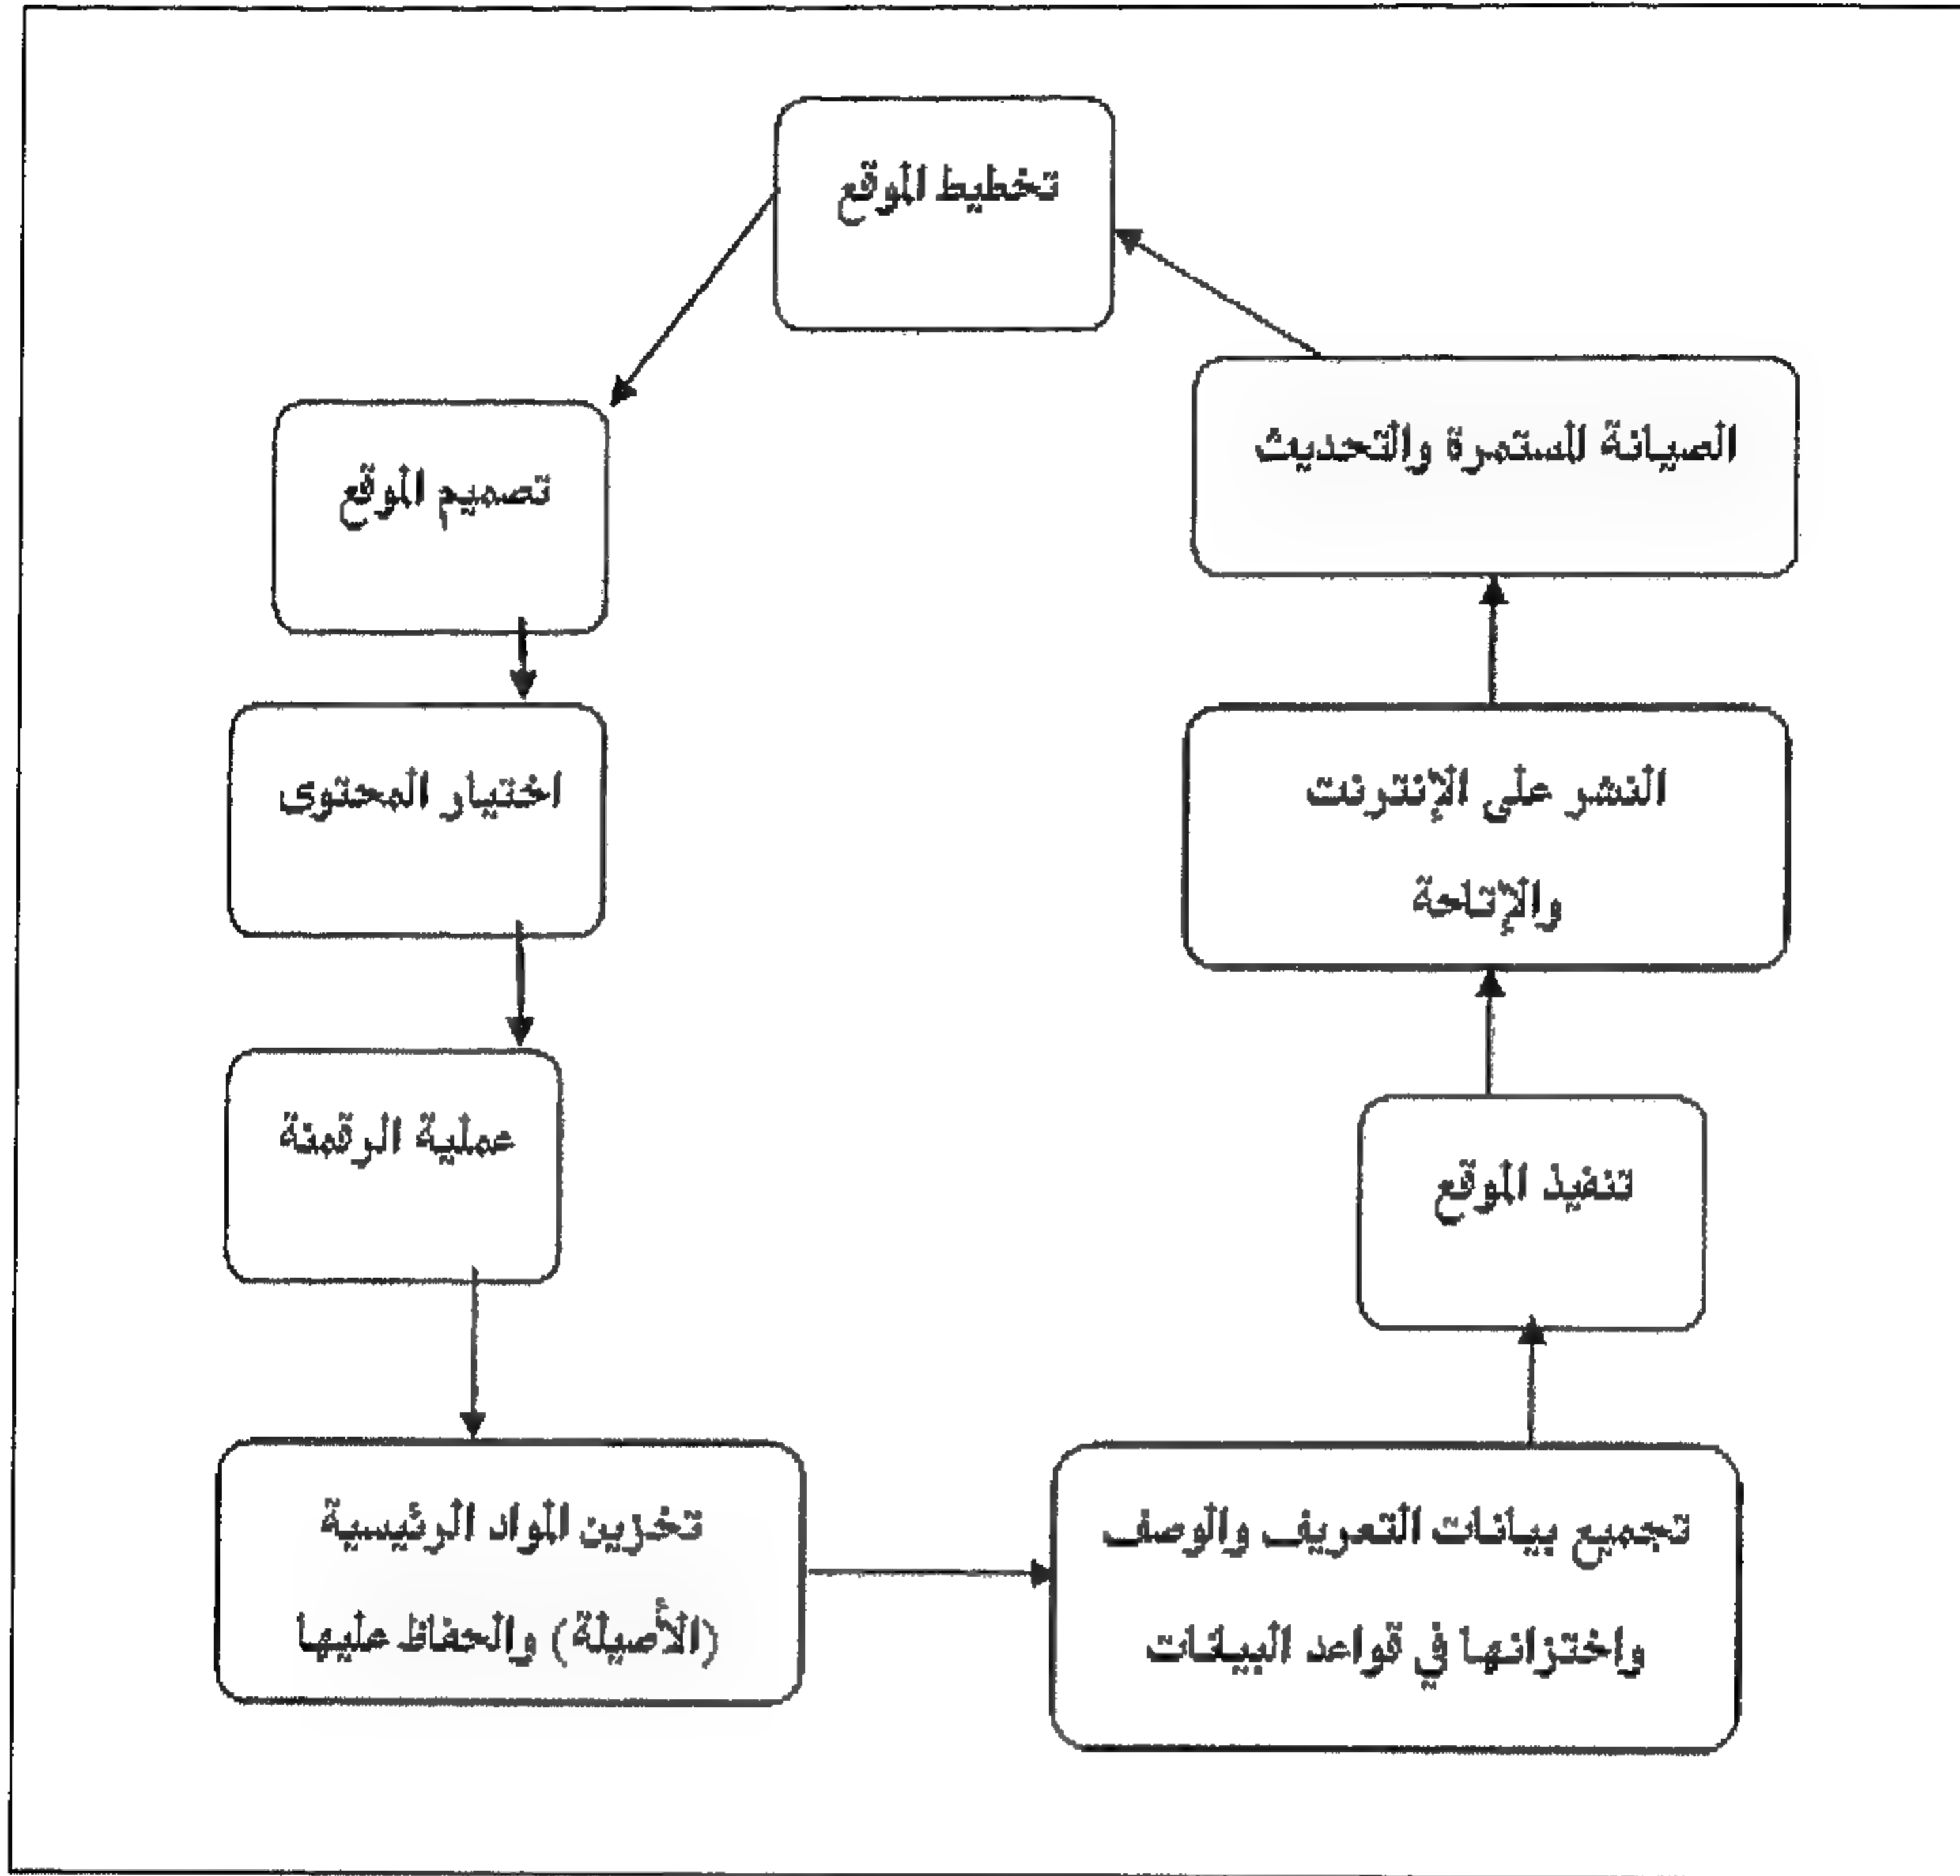 تخطيط الموقع
تصميم الموقع
اختيار المحتوى
عملية الرقمنة
تخزين المواد الرئيسية
(الأصيلة) والحفاظ عليها
تجميع بيانات التعريف والوصف
واختزانها في قواعد البيانات
تنفيذ الموقع
النشر على الإنترنت
والإتاحة
الصيانة المستمرة والتحديث